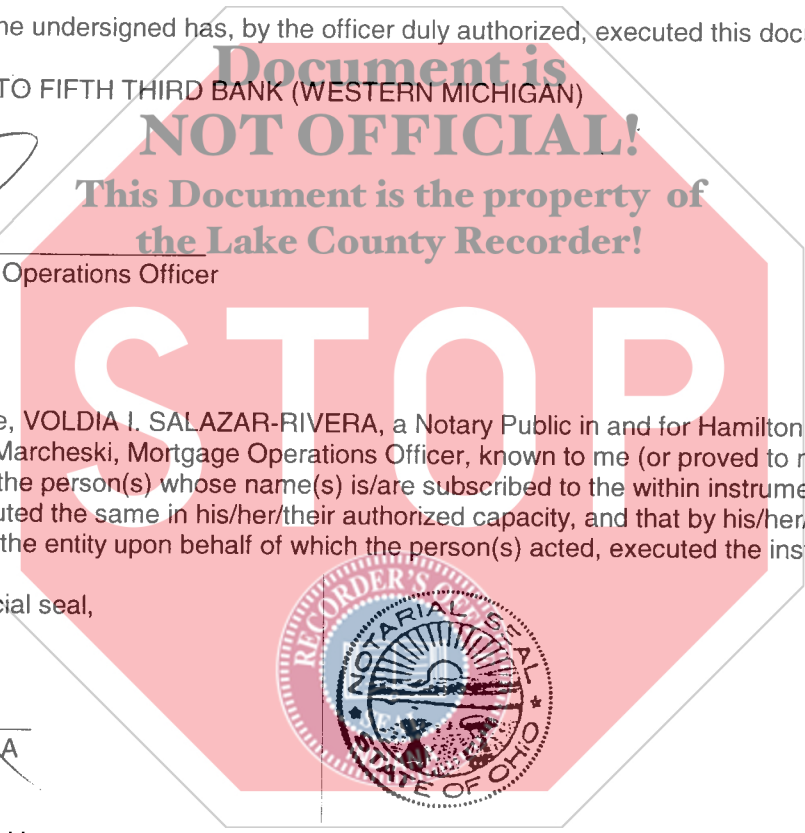 ne undersigned has, by the officer duly authorized, executed this doc
Document is
TO FIFTH THIRD BANK (WESTERN MICHIGAN)
NOT OFFICIAL!
This Document is the property of
the Lake County Recorder!
Operations Officer
STOP
e, VOLDIA I. SALAZAR-RIVERA, a Notary Public in and for Hamilton
Marcheski, Mortgage Operations Officer, known to me (or proved to
the person(s) whose name(s) is/are subscribed to the within instrume
uted the same in his/her/their authorized capacity, and that by his/her/
the entity upon behalf of which the person(s) acted, executed the ins
cial seal,
RECORDER'S
SEAL
NOTARIAL SEAL
STATE OF OHIO
A